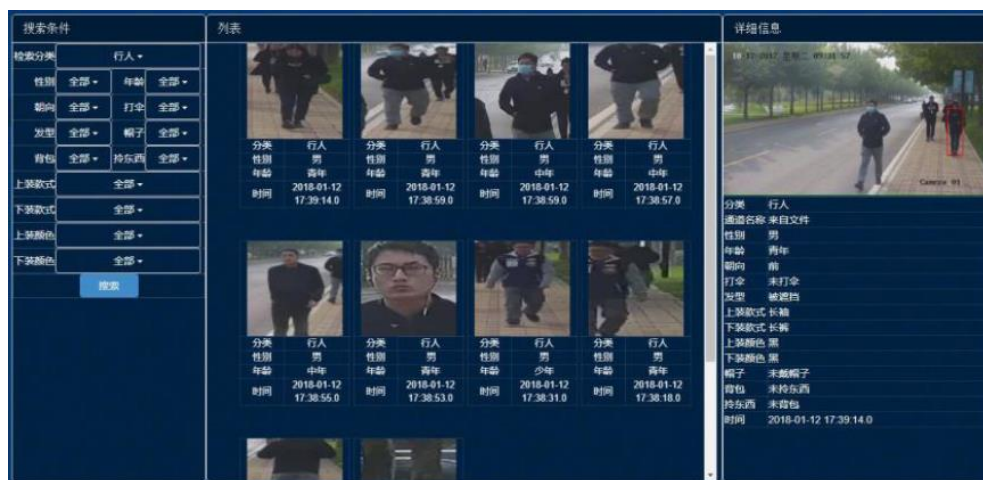 搜索条件
检索分类 行人
性别 全部 年龄 全部
朝向 全部 打伞 全部
发型 全部 帽子 全部
背包 全部 拎东西 全部
上装款式 全部
下装款式 全部
上装颜色 全部
下装颜色 全部
搜索
列表
分类 行人 分类 行人 分类 行人 分类 行人
性别 男 性别 男 性别 男 性别 男
年龄 青年 年龄 青年 年龄 中年 年龄 中年
时间 2018-01-12 17:39:14.0 时间 2018-01-12 17:38:59.0 时间 2018-01-12 17:38:59.0 时间 2018-01-12 17:38:57.0
分类 行人 分类 行人 分类 行人 分类 行人
性别 男 性别 男 性别 男 性别 男
年龄 中年 年龄 青年 年龄 少年 年龄 青年
时间 2018-01-12 17:38:55.0 时间 2018-01-12 17:38:53.0 时间 2018-01-12 17:38:31.0 时间 2018-01-12 17:38:18.0
详细信息
Camera 01
分类 行人
通道名称 来自文件
性别 男
年龄 青年
朝向 前
打伞 未打伞
发型 被遮挡
上装款式 长袖
下装款式 长裤
上装颜色 黑
下装颜色 黑
帽子 未戴帽子
背包 未拎东西
拎东西 未背包
时间 2018-01-12 17:39:14.0